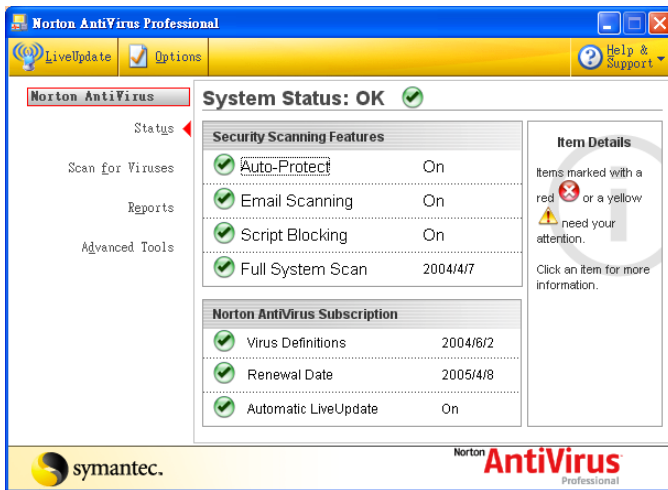 Norton AntiVirus Professional
LiveUpdate
Options
Help & Support
Norton AntiVirus
Status
Scan for Viruses
Reports
Advanced Tools
System Status: OK
Security Scanning Features
Auto-Protect On
Email Scanning On
Script Blocking On
Full System Scan 2004/4/7
Norton AntiVirus Subscription
Virus Definitions 2004/6/2
Renewal Date 2005/4/8
Automatic LiveUpdate On
Item Details
Items marked with a
red or a yellow
need your
attention.
Click an item for more
information.
symantec.
Norton AntiVirus
Professional